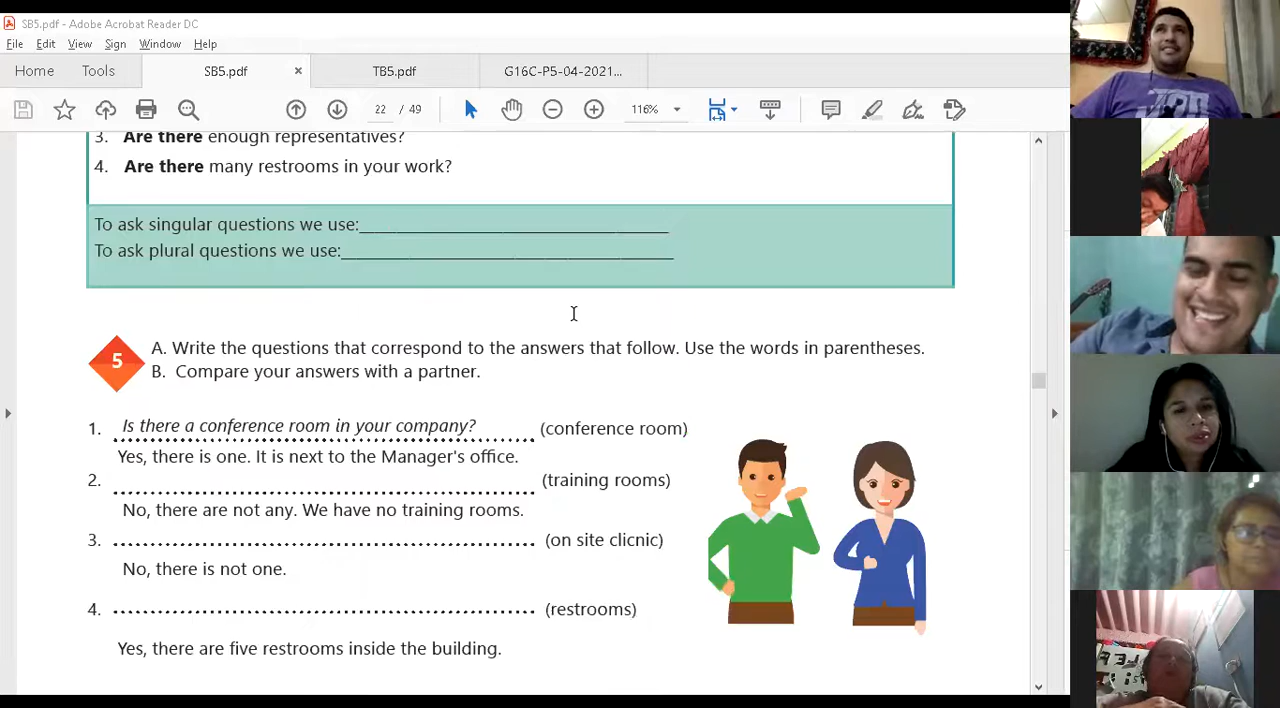 SB5.pdf - Adobe Acrobat Reader DC
File Edit View Sign Window Help
Home Tools SB5.pdf × TB5.pdf G16C-P5-04-2021...
22 / 49 116%
3. Are there enough representatives?
4. Are there many restrooms in your work?
To ask singular questions we use:______________________________
To ask plural questions we use:________________________________
5
A. Write the questions that correspond to the answers that follow. Use the words in parentheses.
B. Compare your answers with a partner.
1. Is there a conference room in your company? (conference room)
Yes, there is one. It is next to the Manager's office.
2. ............................................................ (training rooms)
No, there are not any. We have no training rooms.
3. ............................................................ (on site clicnic)
No, there is not one.
4. ............................................................ (restrooms)
Yes, there are five restrooms inside the building.